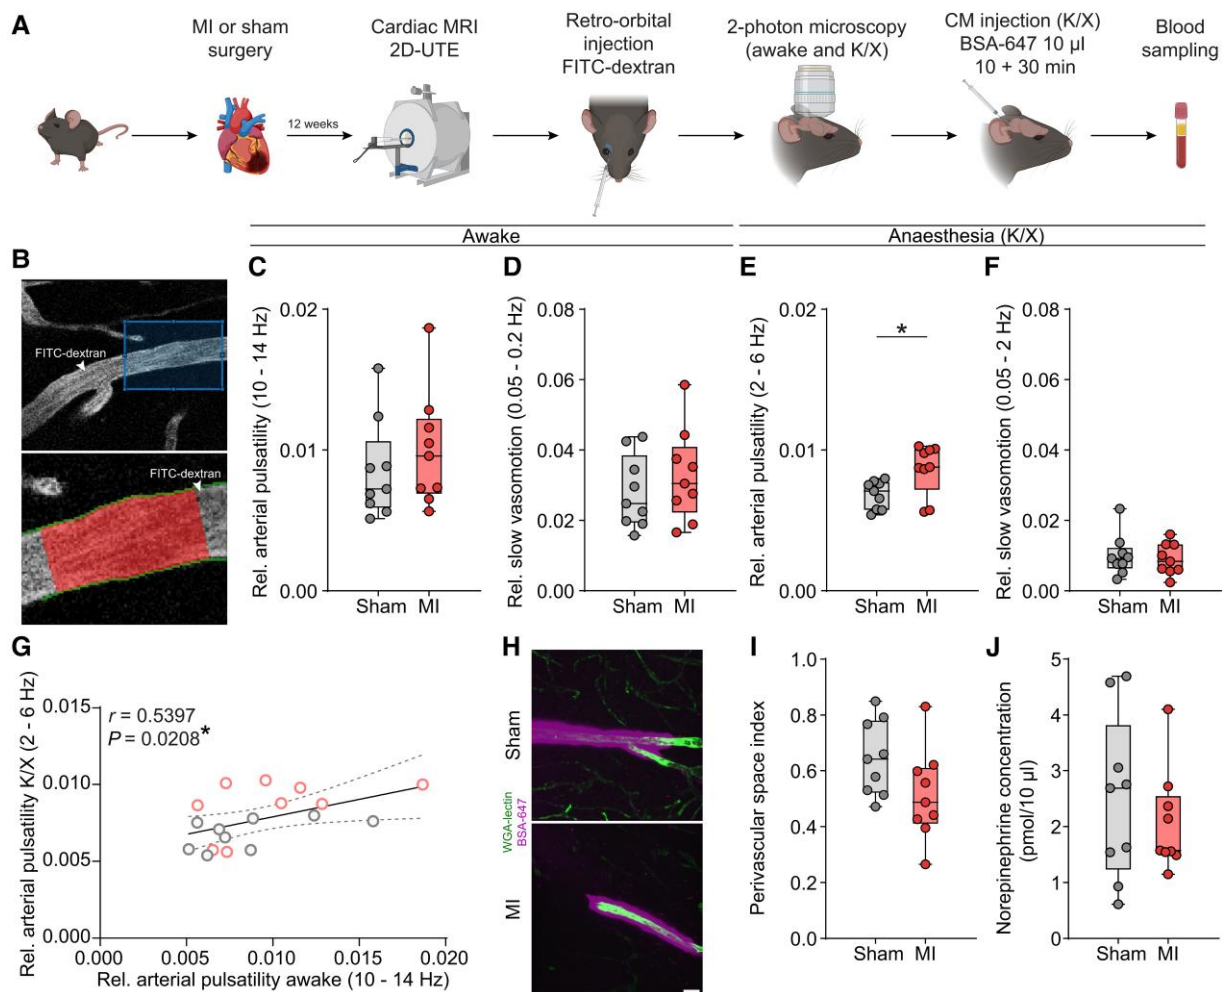 A
MI or sham
surgery
12 weeks
Cardiac MRI
2D-UTE
Retro-orbital
injection
FITC-dextran
2-photon microscopy
(awake and K/X)
CM injection (K/X)
BSA-647 10 µl
10 + 30 min
Blood
sampling
Awake
Anaesthesia (K/X)
B
FITC-dextran
FITC-dextran
C
Rel. arterial pulsatility (10 - 14 Hz)
0.02
0.01
0.00
Sham MI
D
Rel. slow vasomotion (0.05 - 0.2 Hz)
0.08
0.06
0.04
0.02
0.00
Sham MI
E
Rel. arterial pulsatility (2 - 6 Hz)
0.02
0.01
0.00
*
Sham MI
F
Rel. slow vasomotion (0.05 - 2 Hz)
0.08
0.06
0.04
0.02
0.00
Sham MI
G
Rel. arterial pulsatility K/X (2 - 6 Hz)
0.015
0.010
0.005
0.000
r = 0.5397
P = 0.0208*
0.000 0.005 0.010 0.015 0.020
Rel. arterial pulsatility awake (10 - 14 Hz)
H
Sham
MI
WGA-lectin
BSA-647
I
Perivascular space index
1.0
0.8
0.6
0.4
0.2
0.0
Sham MI
J
Norepinephrine concentration
(pmol/10 µl)
5
4
3
2
1
0
Sham MI